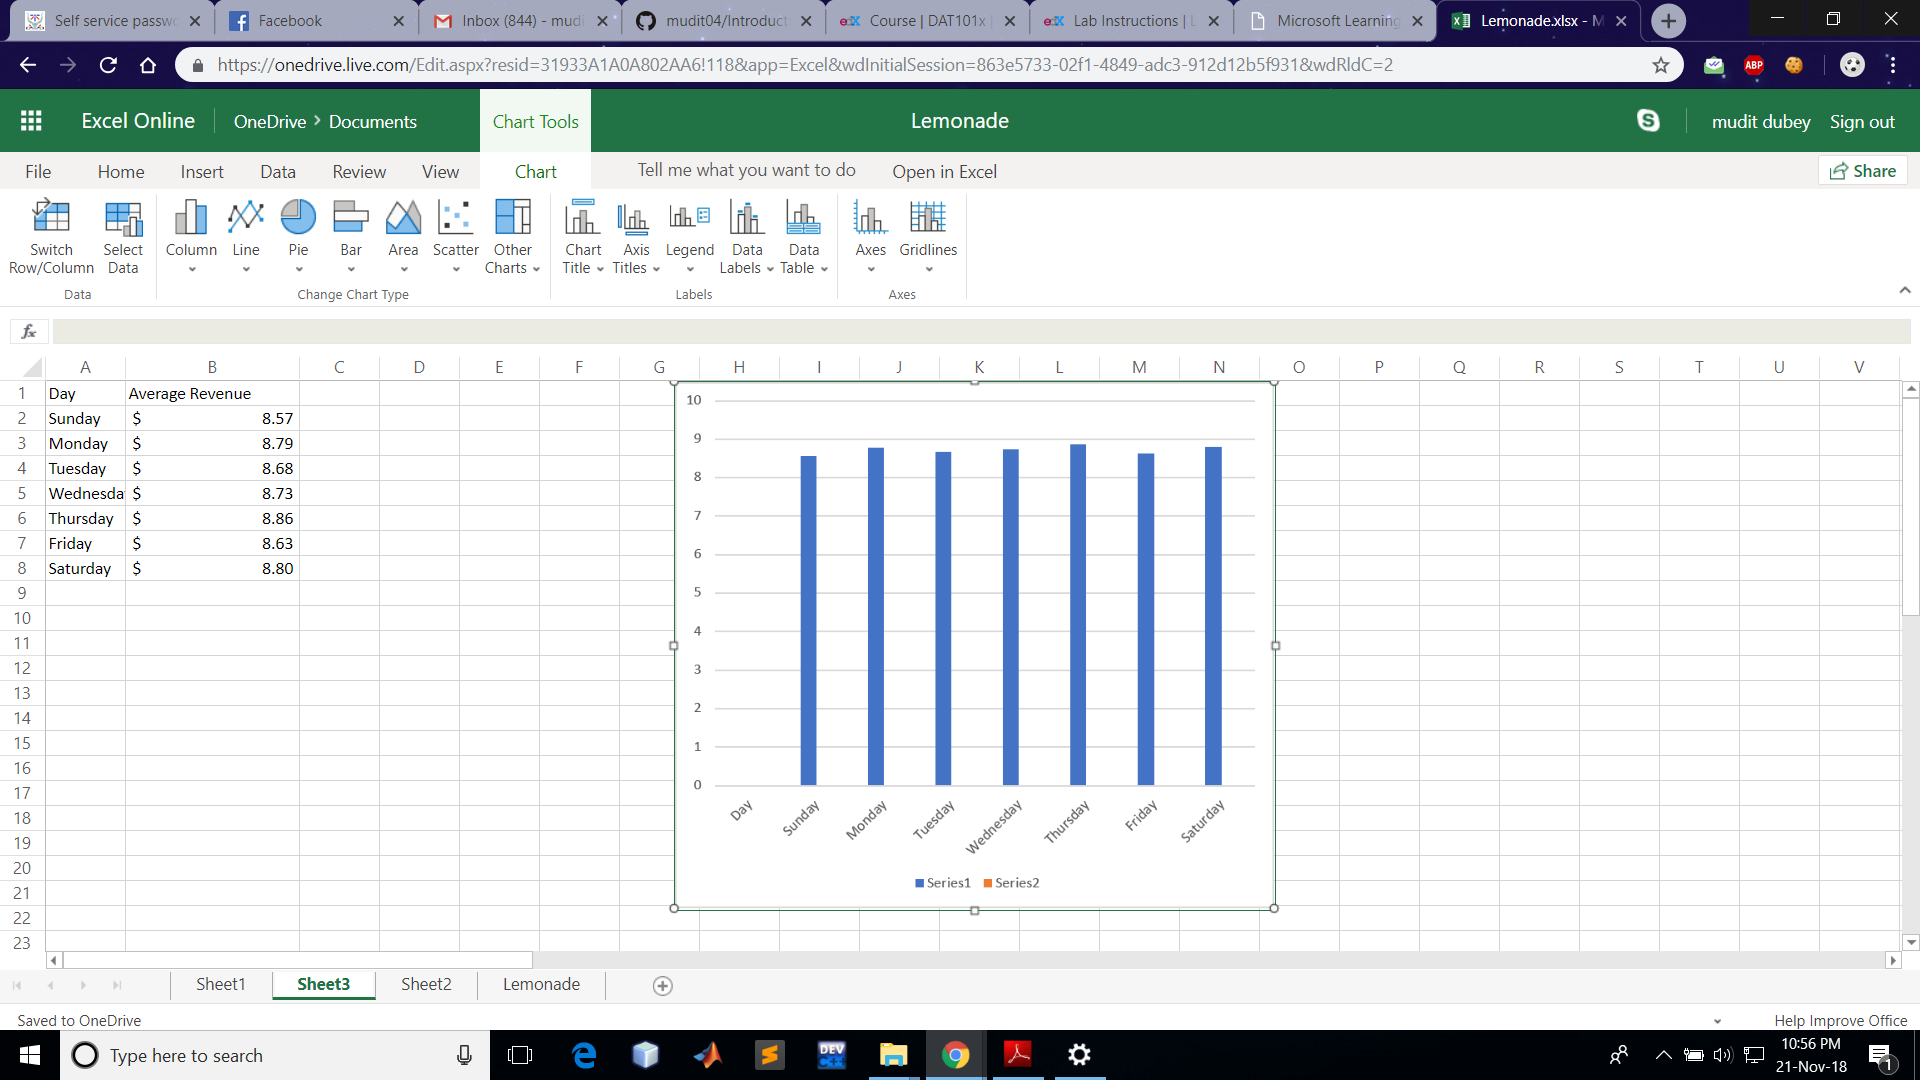 Self service passwo
Facebook
Inbox (844) - mudi
mudit04/Introduct
Course | DAT101x
Lab Instructions | L
Microsoft Learning
Lemonade.xlsx - M
https://onedrive.live.com/Edit.aspx?resid=31933A1A0A802AA6!118&app=Excel&wdInitialSession=863e5733-02f1-4849-adc3-912d12b5f931&wdRldC=2
ABP
Excel Online
OneDrive > Documents
Chart Tools
Lemonade
mudit dubey
Sign out
File Home Insert Data Review View Chart Tell me what you want to do Open in Excel
Share
Switch Row/Column
Select Data
Column
Line
Pie
Bar
Area
Scatter
Other Charts
Chart Title
Axis Titles
Legend
Data Labels
Data Table
Axes
Gridlines
Data
Change Chart Type
Labels
Axes
fx
A B C D E F G H I J K L M N O P Q R S T U V
1 Day Average Revenue
2 Sunday $ 8.57
3 Monday $ 8.79
4 Tuesday $ 8.68
5 Wednesda $ 8.73
6 Thursday $ 8.86
7 Friday $ 8.63
8 Saturday $ 8.80
9
10
11
12
13
14
15
16
17
18
19
20
21
22
23
10
9
8
7
6
5
4
3
2
1
0
Day Sunday Monday Tuesday Wednesday Thursday Friday Saturday
Series1 Series2
Sheet1 Sheet3 Sheet2 Lemonade
Saved to OneDrive
Help Improve Office
Type here to search
DEV C++
10:56 PM
21-Nov-18
1